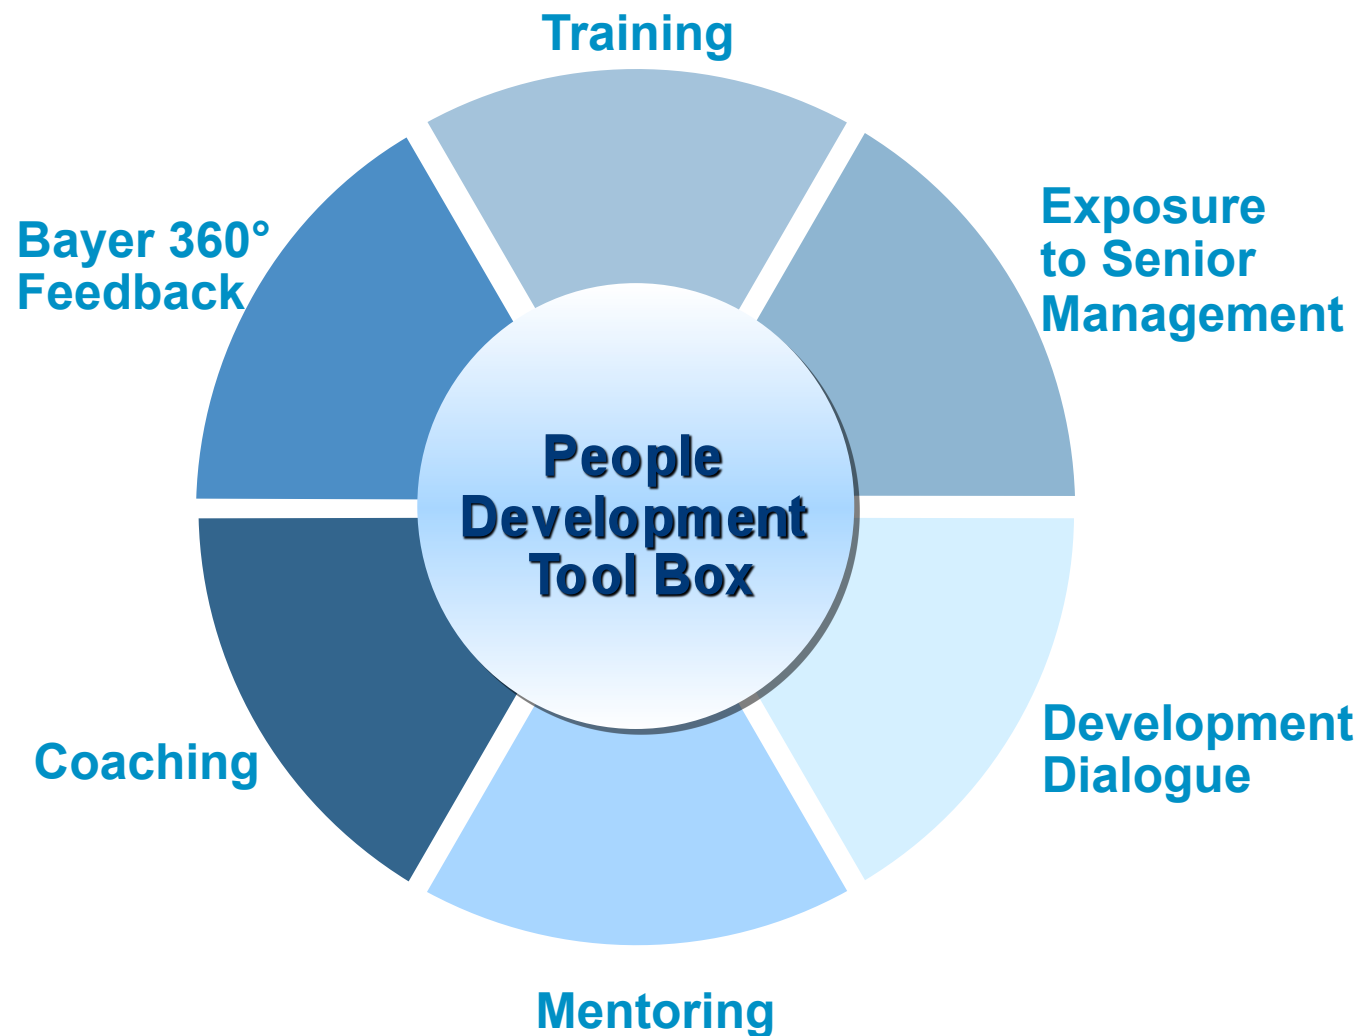 Training
Exposure
to Senior
Management
Bayer 360°
Feedback
People
Development
Tool Box
Development
Dialogue
Coaching
Mentoring